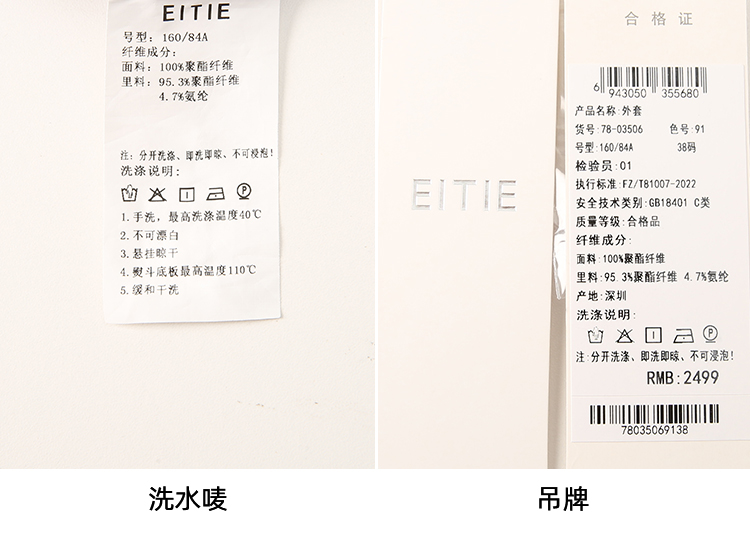 EITIE
号型: 160/84A
纤维成分:
面料: 100%聚酯纤维
里料: 95.3%聚酯纤维
4.7%氨纶
注: 分开洗涤、即洗即晾、不可浸泡!
洗涤说明:
1.手洗，最高洗涤温度40℃
2.不可漂白
3.悬挂晾干
4.熨斗底板最高温度110℃
5.缓和干洗
EITIE
合格证
6 943050 355680
产品名称:外套
货号:78-03506 色号:91
号型:160/84A 38码
检验员:01
执行标准:FZ/T81007-2022
安全技术类别:GB18401 C类
质量等级:合格品
纤维成分:
面料:100%聚酯纤维
里料:95.3%聚酯纤维 4.7%氨纶
产地:深圳
洗涤说明:
P
注:分开洗涤、即洗即晾、不可浸泡!
RMB:2499
78035069138
洗水唛
吊牌